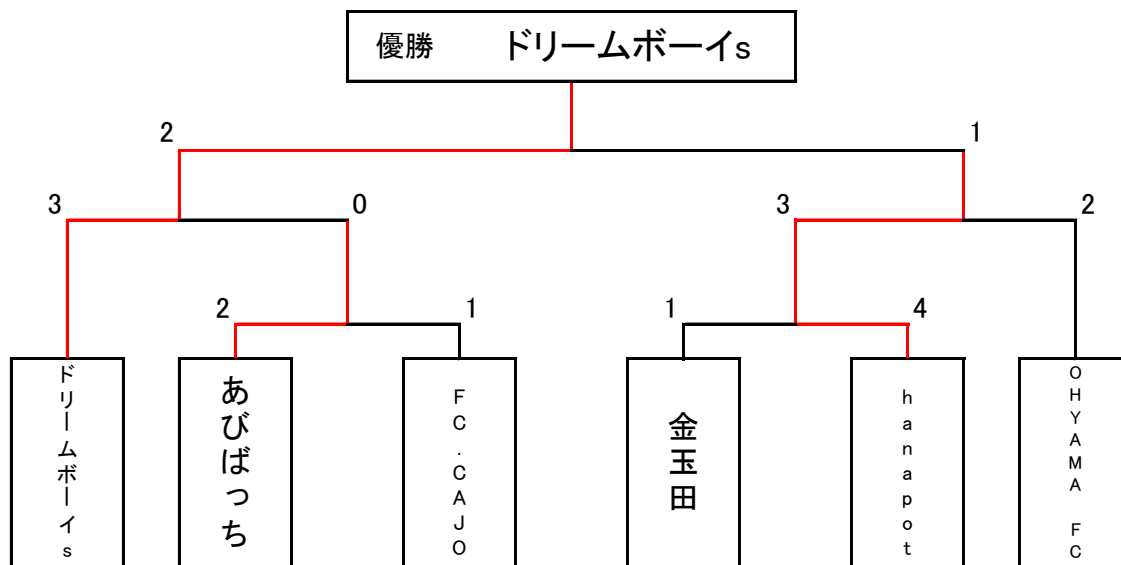 優勝 ドリームボーイs
2 1
3 0 3 2
2 1 1 4
ドリームボーイs
あびばっち
FC.CAJO
金玉田
hanapot
OHYAMA FC